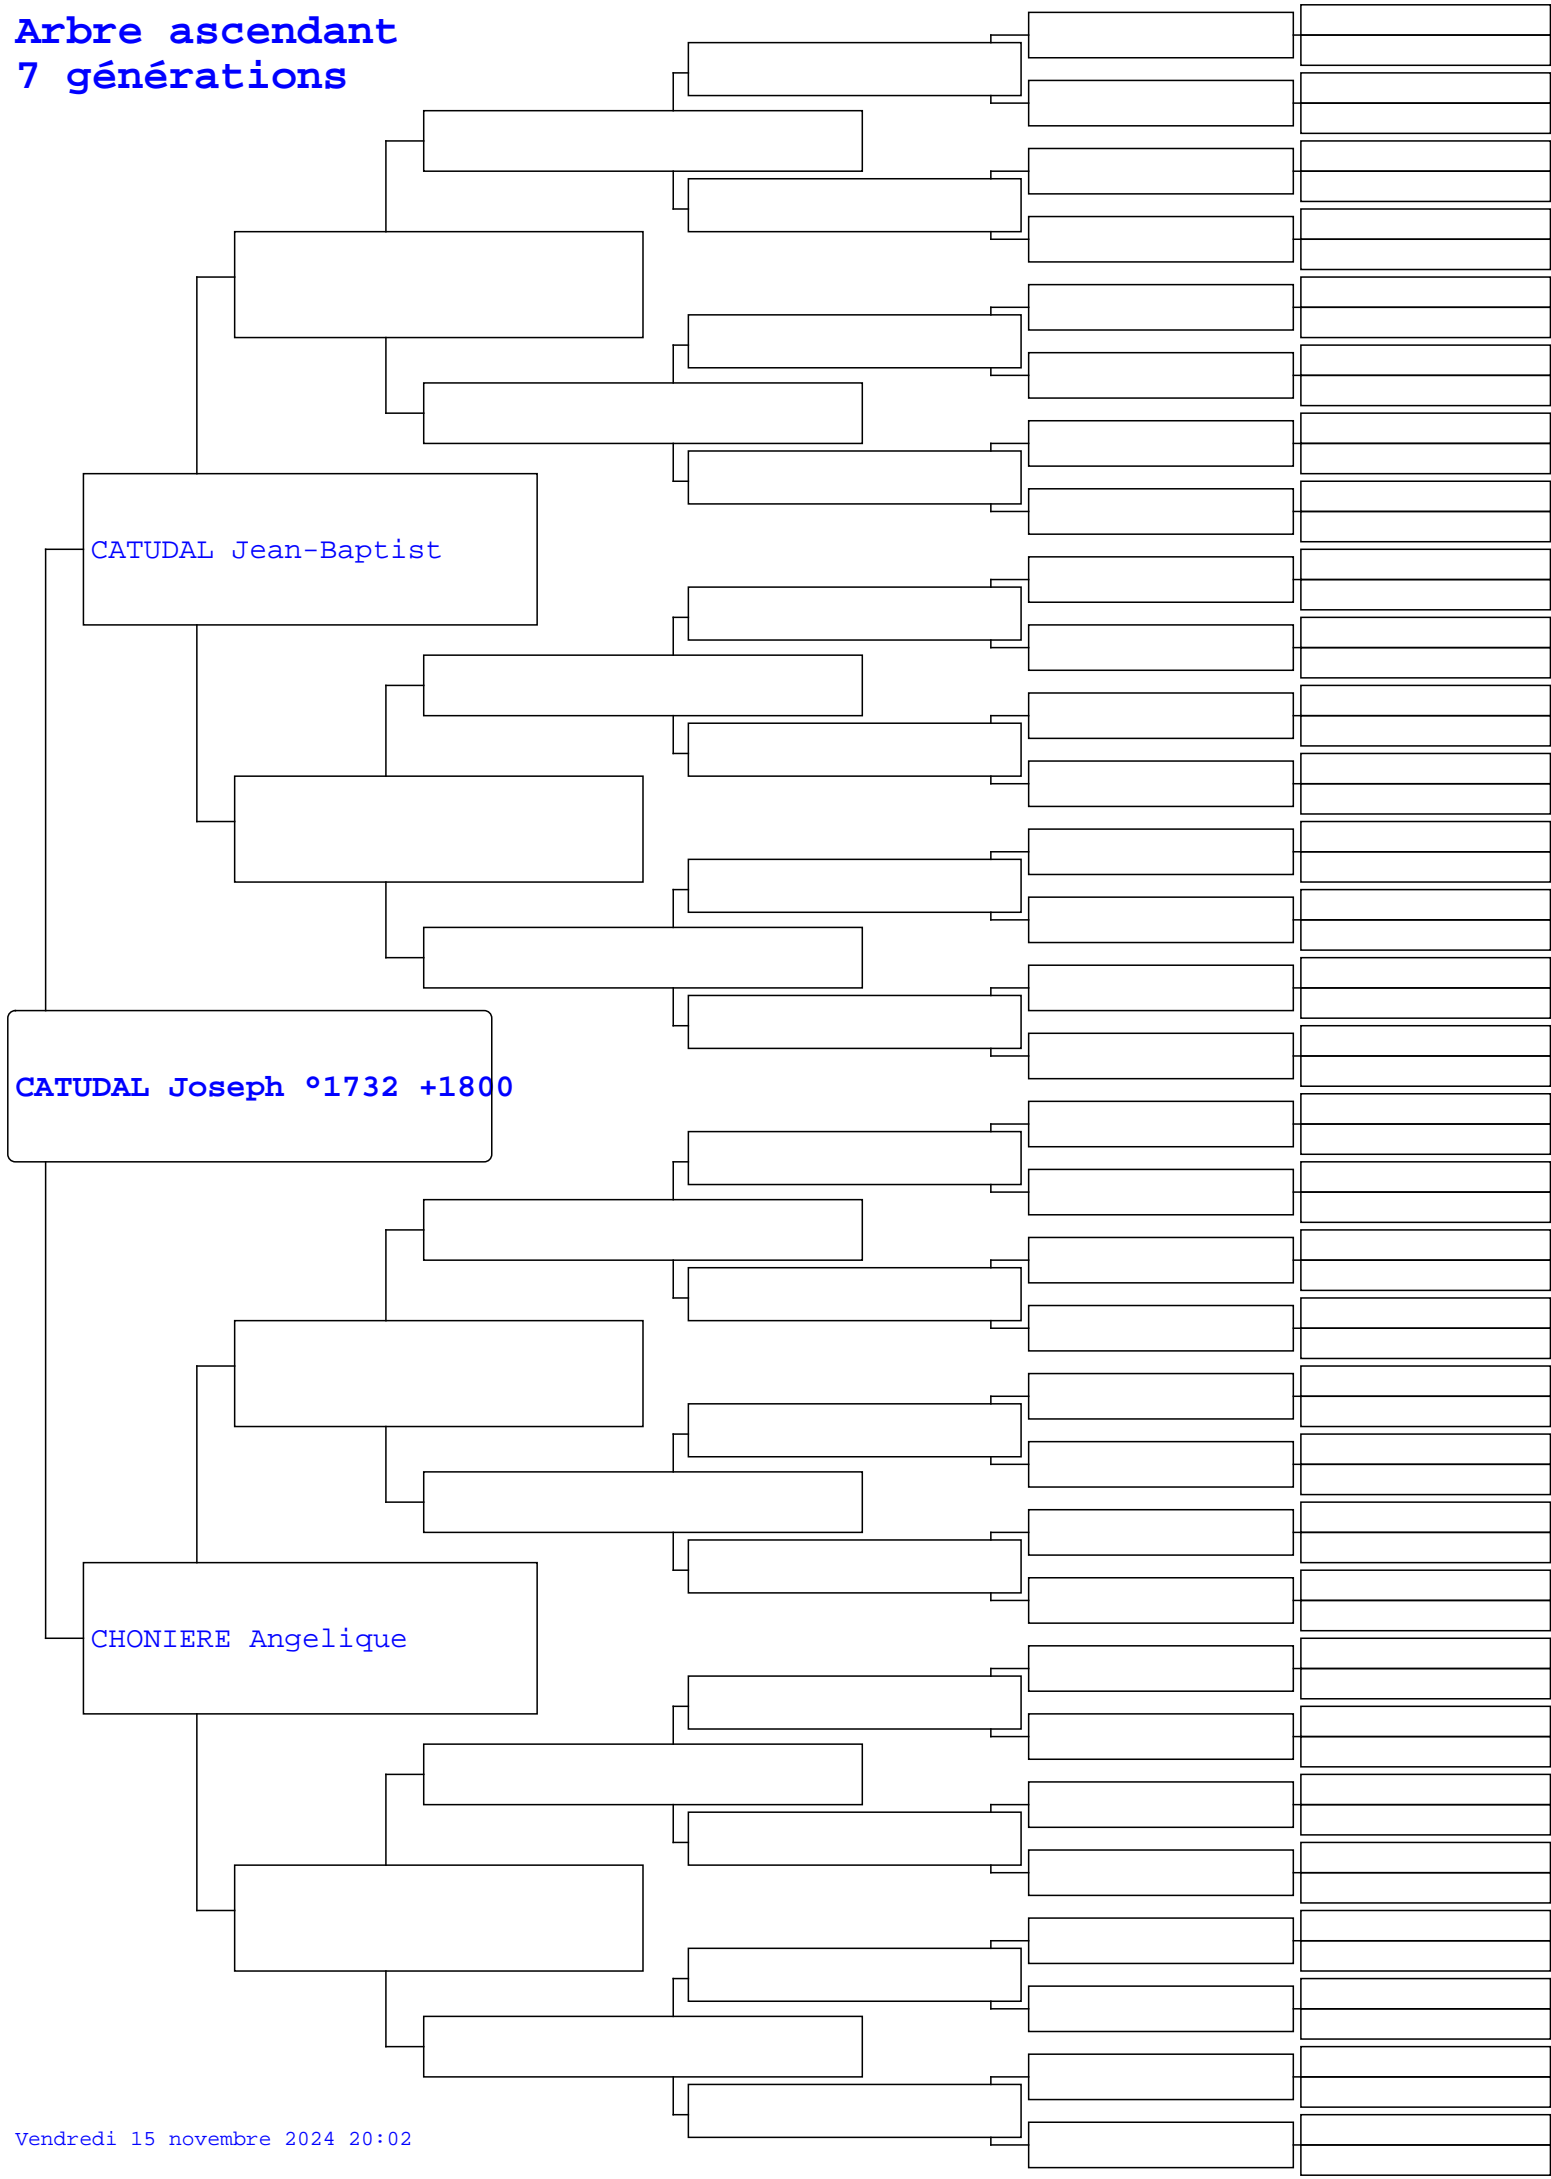 Arbre ascendant
7 générations
CATUDAL Jean-Baptist
CATUDAL Joseph °1732 +1800
CHONIERE Angelique
Vendredi 15 novembre 2024 20:02